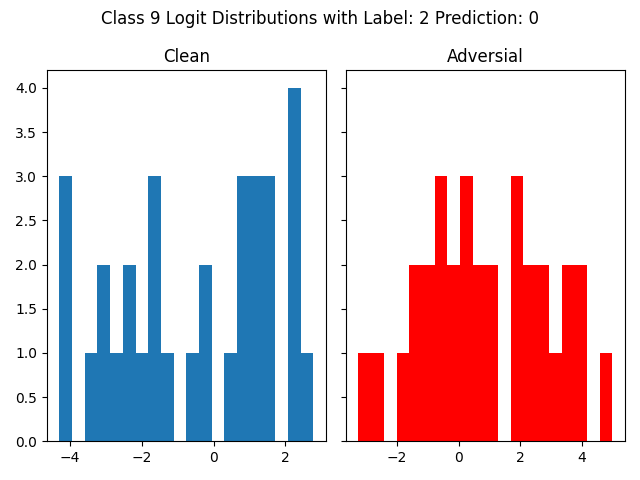 Class 9 Logit Distributions with Label: 2 Prediction: 0
Clean
Adversial
4.0
3.5
3.0
2.5
2.0
1.5
1.0
0.5
0.0
−4 −2 0 2
−2 0 2 4